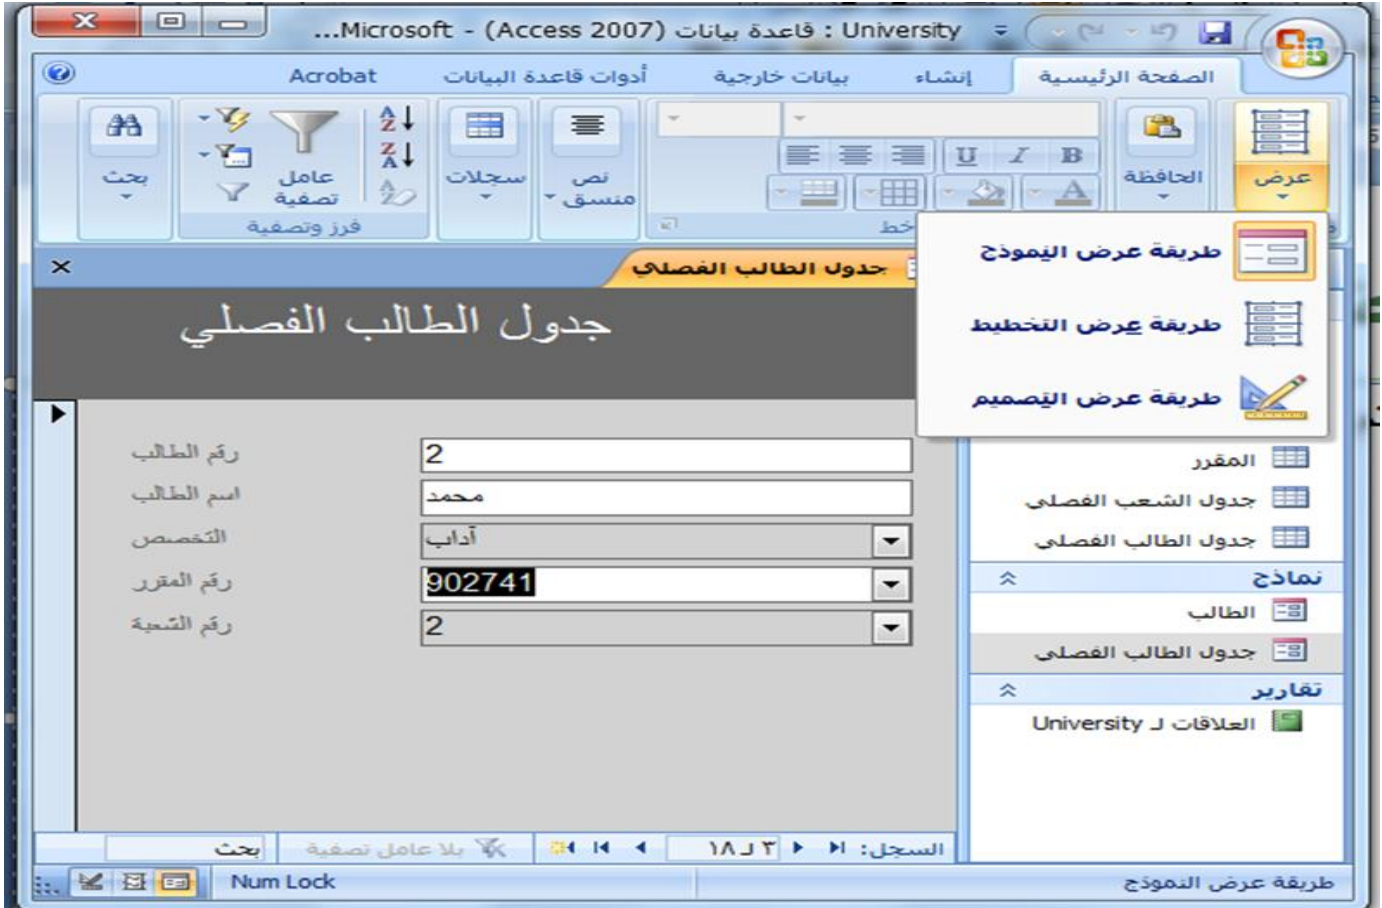 University : قاعدة بيانات (Access 2007) - Microsoft...
الصفحة الرئيسية
إنشاء
بيانات خارجية
أدوات قاعدة البيانات
Acrobat
عرض
الحافظة
B I U
A
خط
نص منسق
سجلات
عامل تصفية
فرز وتصفية
بحث
طريقة عرض النموذج
طريقة عرض التخطيط
طريقة عرض التصميم
جدول الطالب الفصلي
جدول الطالب الفصلي
رقم الطالب
2
اسم الطالب
محمد
التخصص
آداب
رقم المقرر
902741
رقم الشعبة
2
المقرر
جدول الشعب الفصلي
جدول الطالب الفصلي
نماذج
الطالب
جدول الطالب الفصلي
تقارير
العلاقات لـ University
السجل: ٣ لـ ١٨
بلا عامل تصفية
بحث
طريقة عرض النموذج
Num Lock